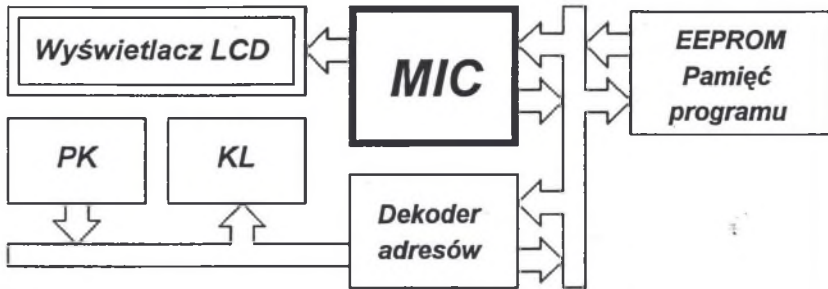 Wyświetlacz LCD
MIC
EEPROM
Pamięć
programu
PK
KL
Dekoder
adresów